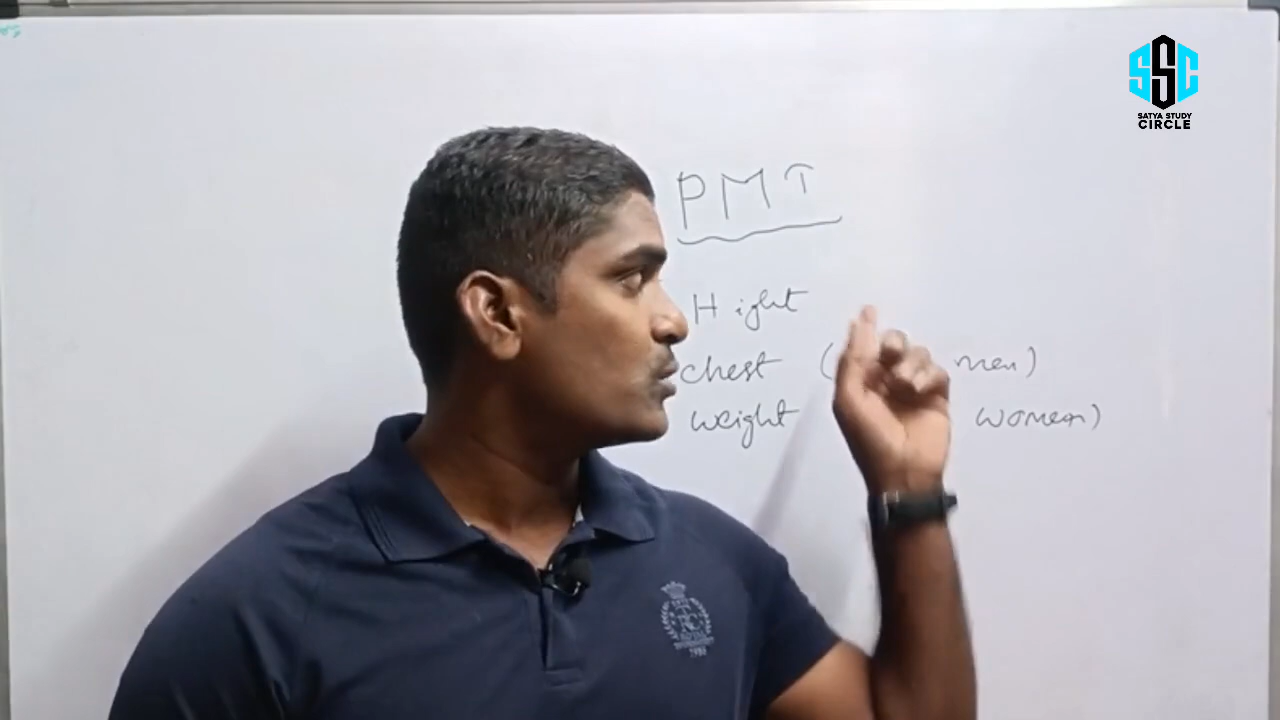 SSC
SATYA STUDY
CIRCLE
PMT
Hight
chest ( men)
weight women)